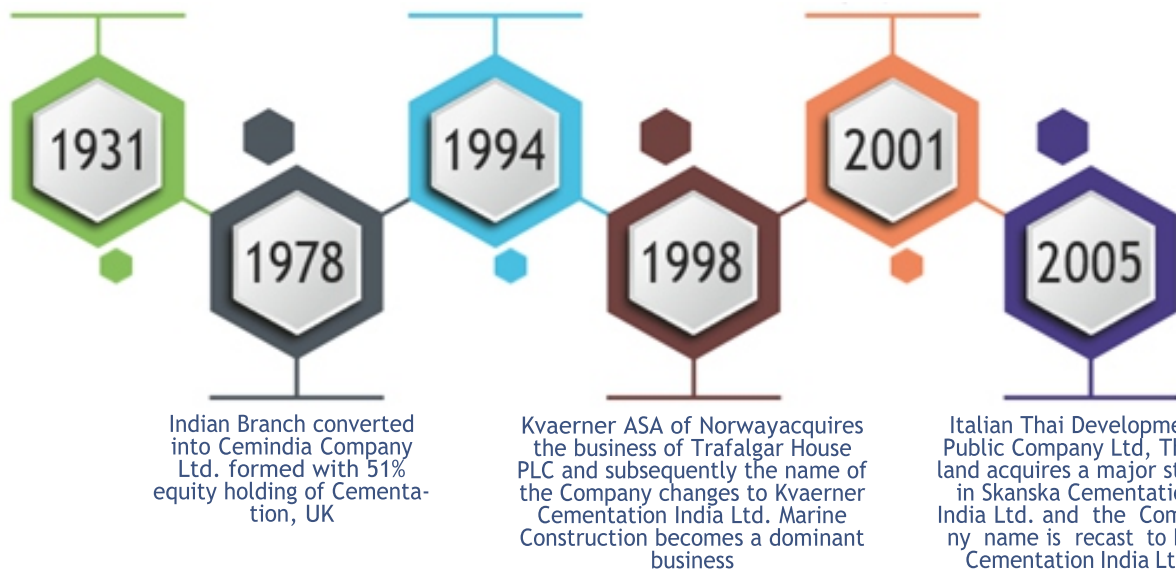 1931
1994
2001
1978
1998
2005
Indian Branch converted
into Cemindia Company
Ltd. formed with 51%
equity holding of Cementa-
tion, UK
Kvaerner ASA of Norwayacquires
the business of Trafalgar House
PLC and subsequently the name of
the Company changes to Kvaerner
Cementation India Ltd. Marine
Construction becomes a dominant
business
Italian Thai
Public Company Ltd,
land acquires a major
in Skanska
India Ltd. and the
ny name is recast to
Cementation India